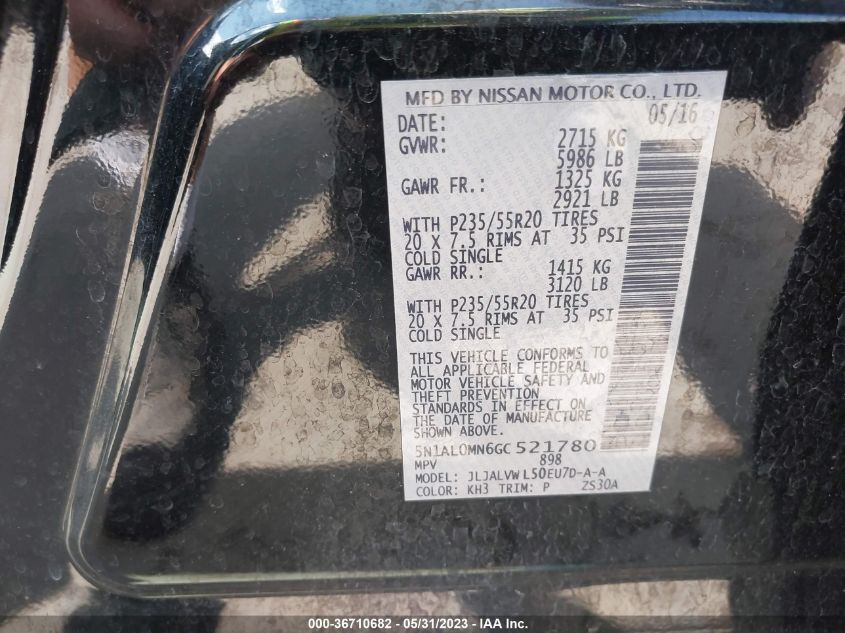 MFD BY NISSAN MOTOR CO., LTD.
DATE: 05/16
GVWR: 2715 KG
5986 LB
GAWR FR.: 1325 KG
2921 LB
WITH P235/55R20 TIRES
20 X 7.5 RIMS AT 35 PSI
COLD SINGLE
GAWR RR.: 1415 KG
3120 LB
WITH P235/55R20 TIRES
20 X 7.5 RIMS AT 35 PSI
COLD SINGLE
THIS VEHICLE CONFORMS TO
ALL APPLICABLE FEDERAL
MOTOR VEHICLE SAFETY AND
THEFT PREVENTION
STANDARDS IN EFFECT ON
THE DATE OF MANUFACTURE
SHOWN ABOVE.
5N1AL0MN6GC521780
MPV 898
MODEL: JLJALVWL50EU7D-A-A
COLOR: KH3 TRIM: P ZS30A
000-36710682 - 05/31/2023 - IAA Inc.